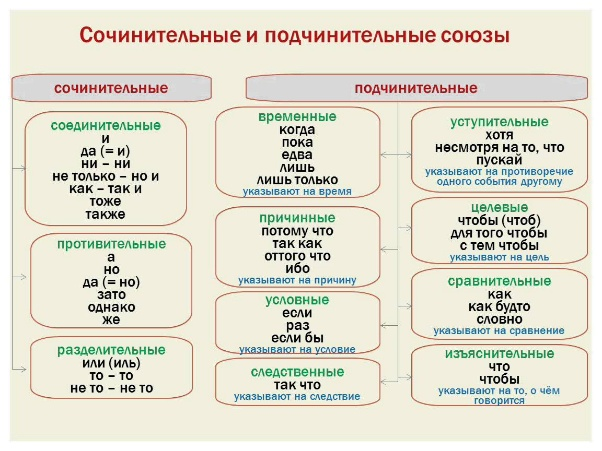 Сочинительные и подчинительные союзы
сочинительные
подчинительные
соединительные
и
да (= и)
ни – ни
не только – но и
как – так и
тоже
также
противительные
а
но
да (= но)
зато
однако
же
разделительные
или (иль)
то – то
не то – не то
временные
когда
пока
едва
лишь
лишь только
указывают на время
причинные
потому что
так как
оттого что
ибо
указывают на причину
условные
если
раз
если бы
указывают на условие
следственные
так что
указывают на следствие
уступительные
хотя
несмотря на то, что
пускай
указывают на противоречие
одного события другому
целевые
чтобы (чтоб)
для того чтобы
с тем чтобы
указывают на цель
сравнительные
как
как будто
словно
указывают на сравнение
изъяснительные
что
чтобы
указывают на то, о чём
говорится